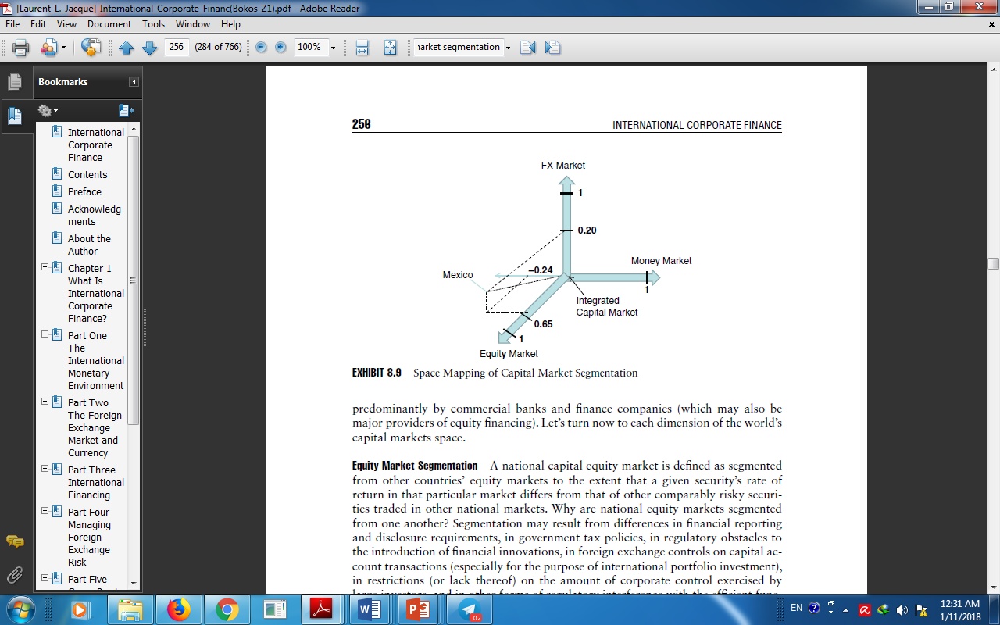 [Laurent_L._Jacque]_International_Corporate_Financ(Bokos-Z1).pdf - Adobe Reader
File Edit View Document Tools Window Help
256 (284 of 766) 100% market segmentation
Bookmarks
International
Corporate
Finance
Contents
Preface
Acknowledg
ments
About the
Author
Chapter 1
What Is
International
Corporate
Finance?
Part One
The
International
Monetary
Environment
Part Two
The Foreign
Exchange
Market and
Currency
Part Three
International
Financing
Part Four
Managing
Foreign
Exchange
Risk
Part Five
256 INTERNATIONAL CORPORATE FINANCE
FX Market
1
0.20
Money Market
–0.24
Mexico
1
Integrated
Capital Market
0.65
1
Equity Market
EXHIBIT 8.9 Space Mapping of Capital Market Segmentation
predominantly by commercial banks and finance companies (which may also be
major providers of equity financing). Let's turn now to each dimension of the world's
capital markets space.
Equity Market Segmentation A national capital equity market is defined as segmented
from other countries' equity markets to the extent that a given security's rate of
return in that particular market differs from that of other comparably risky securi-
ties traded in other national markets. Why are national equity markets segmented
from one another? Segmentation may result from differences in financial reporting
and disclosure requirements, in government tax policies, in regulatory obstacles to
the introduction of financial innovations, in foreign exchange controls on capital ac-
count transactions (especially for the purpose of international portfolio investment),
in restrictions (or lack thereof) on the amount of corporate control exercised by
.02
EN
12:31 AM
1/11/2018